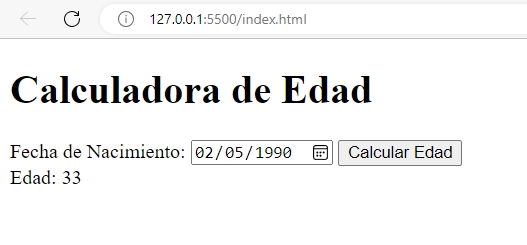 127.0.0.1:5500/index.html
Calculadora de Edad
Fecha de Nacimiento: 02/05/1990 Calcular Edad
Edad: 33